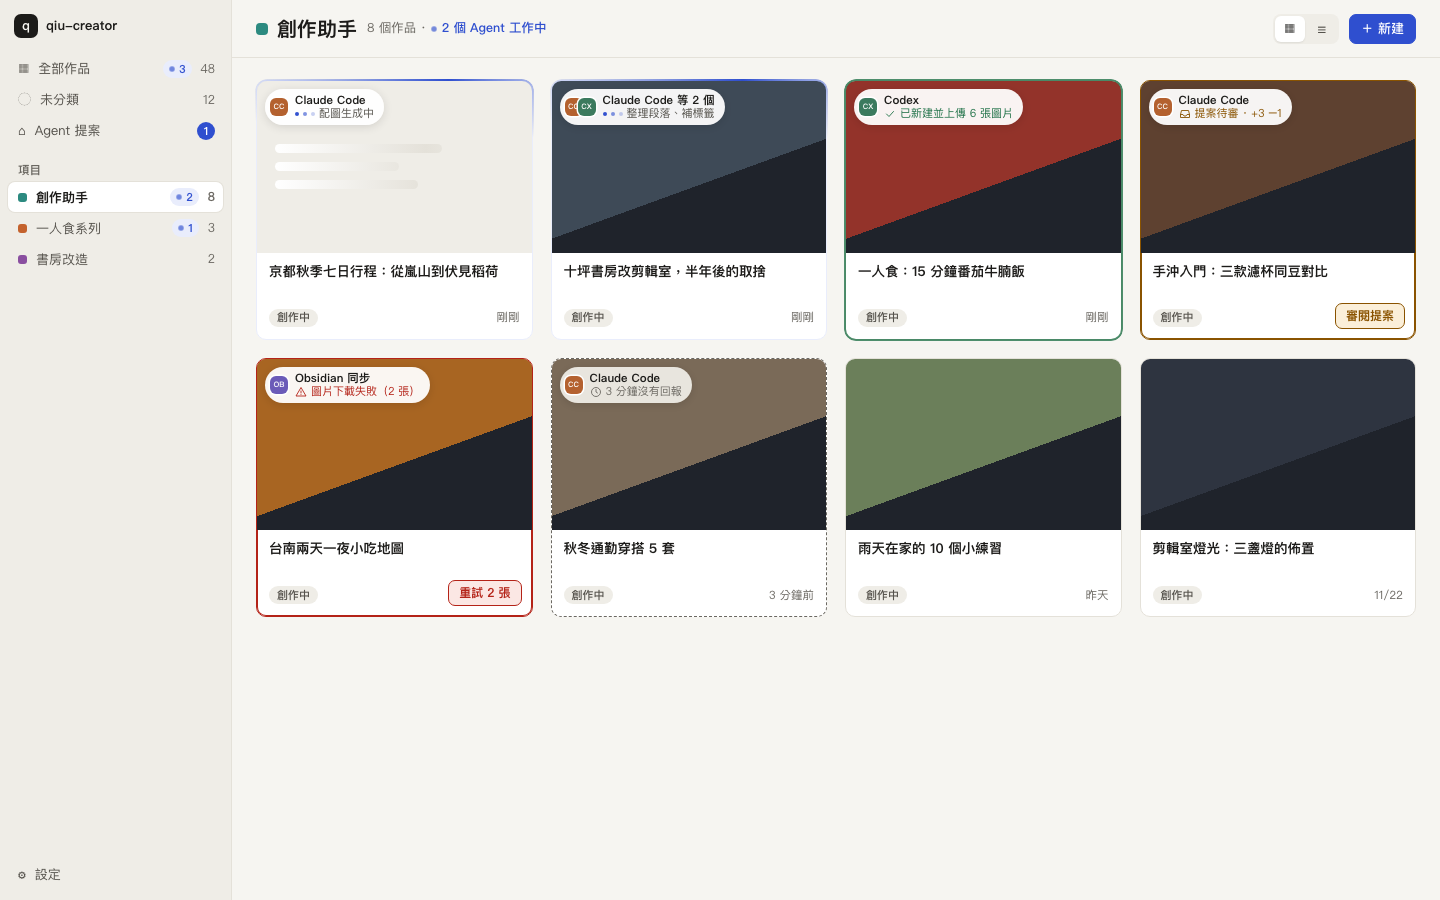 q qiu-creator
全部作品 3 48
未分類 12
Agent 提案 1
項目
創作助手 2 8
一人食系列 1 3
書房改造 2
設定
創作助手 8 個作品 · 2 個 Agent 工作中
+ 新建
CC Claude Code
配圖生成中
京都秋季七日行程：從嵐山到伏見稻荷
創作中 剛剛
CC CX Claude Code 等 2 個
整理段落、補標籤
十坪書房改剪輯室，半年後的取捨
創作中 剛剛
CX Codex
已新建並上傳 6 張圖片
一人食：15 分鐘番茄牛腩飯
創作中 剛剛
CC Claude Code
提案待審 · +3 −1
手沖入門：三款濾杯同豆對比
創作中 審閱提案
OB Obsidian 同步
圖片下載失敗（2 張）
台南兩天一夜小吃地圖
創作中 重試 2 張
CC Claude Code
3 分鐘沒有回報
秋冬通勤穿搭 5 套
創作中 3 分鐘前
雨天在家的 10 個小練習
創作中 昨天
剪輯室燈光：三盞燈的佈置
創作中 11/22